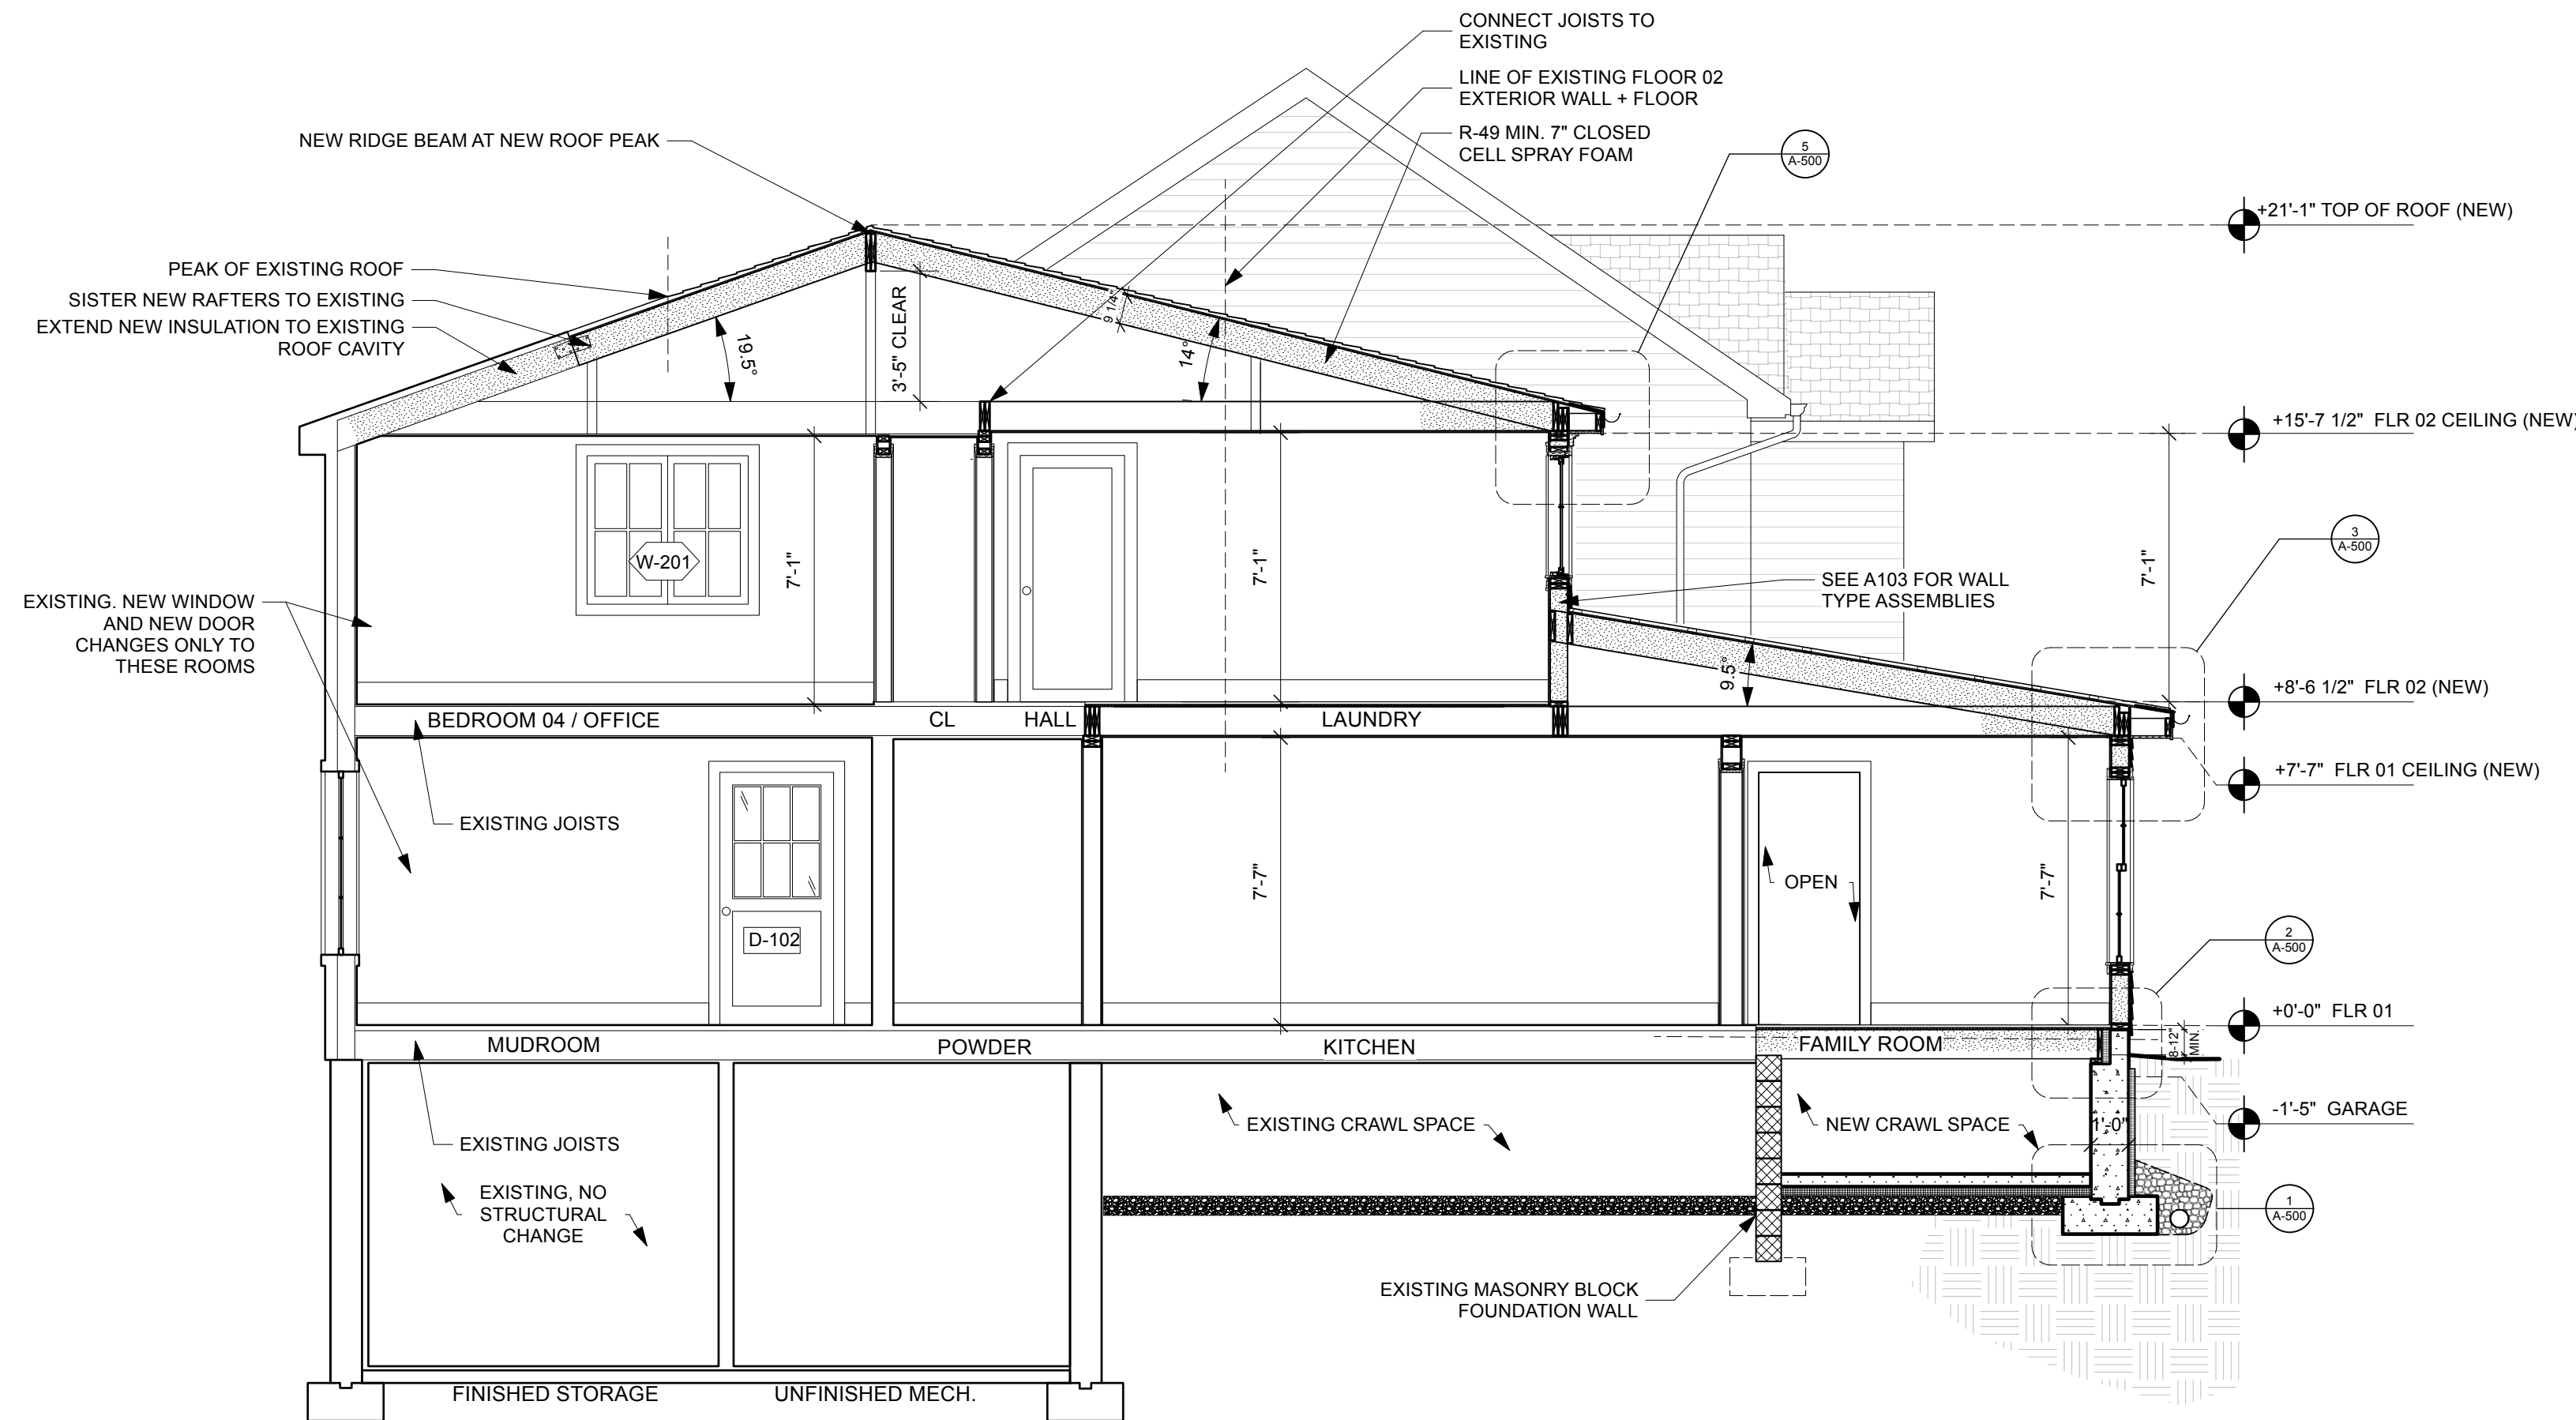 CONNECT JOISTS TO
EXISTING
LINE OF EXISTING FLOOR 02
EXTERIOR WALL + FLOOR
R-49 MIN. 7" CLOSED
CELL SPRAY FOAM
NEW RIDGE BEAM AT NEW ROOF PEAK
5
A-500
+21'-1" TOP OF ROOF (NEW)
PEAK OF EXISTING ROOF
SISTER NEW RAFTERS TO EXISTING
EXTEND NEW INSULATION TO EXISTING
ROOF CAVITY
19.5°
3'-5" CLEAR
9 1/4"
14°
+15'-7 1/2" FLR 02 CEILING (NEW)
W-201
7'-1"
7'-1"
7'-1"
3
A-500
SEE A103 FOR WALL
TYPE ASSEMBLIES
EXISTING. NEW WINDOW
AND NEW DOOR
CHANGES ONLY TO
THESE ROOMS
9.5°
+8'-6 1/2" FLR 02 (NEW)
BEDROOM 04 / OFFICE
CL
HALL
LAUNDRY
+7'-7" FLR 01 CEILING (NEW)
EXISTING JOISTS
7'-7"
OPEN
7'-7"
D-102
2
A-500
+0'-0" FLR 01
MUDROOM
POWDER
KITCHEN
FAMILY ROOM
8-12"
MIN.
-1'-5" GARAGE
EXISTING JOISTS
EXISTING CRAWL SPACE
NEW CRAWL SPACE
1'-0"
EXISTING, NO
STRUCTURAL
CHANGE
1
A-500
EXISTING MASONRY BLOCK
FOUNDATION WALL
FINISHED STORAGE
UNFINISHED MECH.